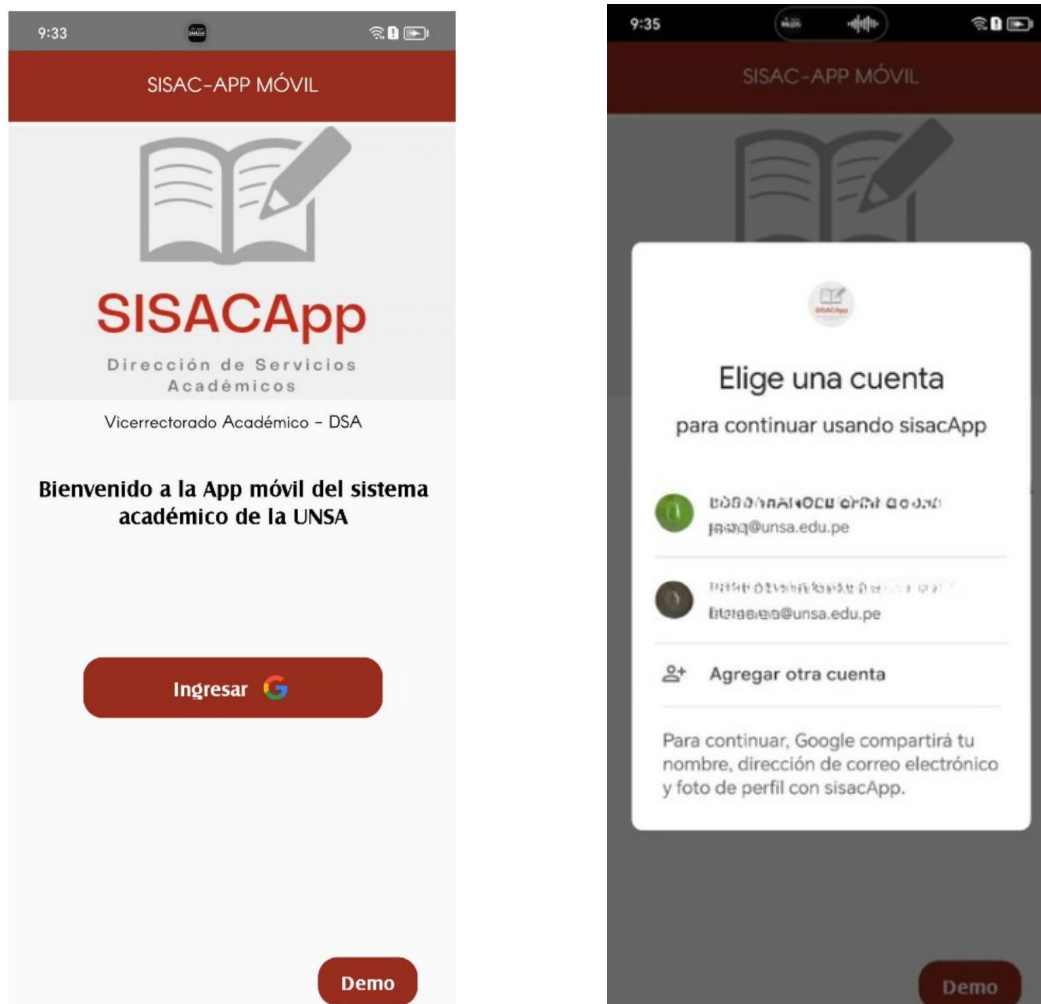 9:33
SISAC-APP MÓVIL
SISACApp
Dirección de Servicios
Académicos
Vicerrectorado Académico - DSA
Bienvenido a la App móvil del sistema
académico de la UNSA
Ingresar
Demo
9:35
SISAC-APP MÓVIL
SISACApp
Elige una cuenta
para continuar usando sisacApp
@unsa.edu.pe
@unsa.edu.pe
Agregar otra cuenta
Para continuar, Google compartirá tu
nombre, dirección de correo electrónico
y foto de perfil con sisacApp.
Demo